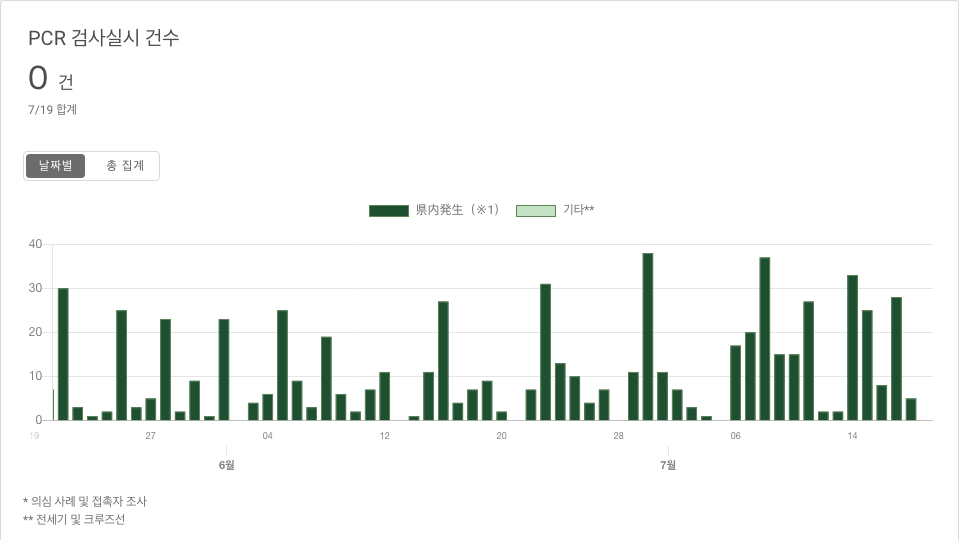 PCR 검사실시 건수
0 건
7/19 합계
날짜별 총 집계
県内発生（※1） 기타**
40
30
20
10
0
19 27 04 12 20 28 06 14
6월 7월
* 의심 사례 및 접촉자 조사
** 전세기 및 크루즈선